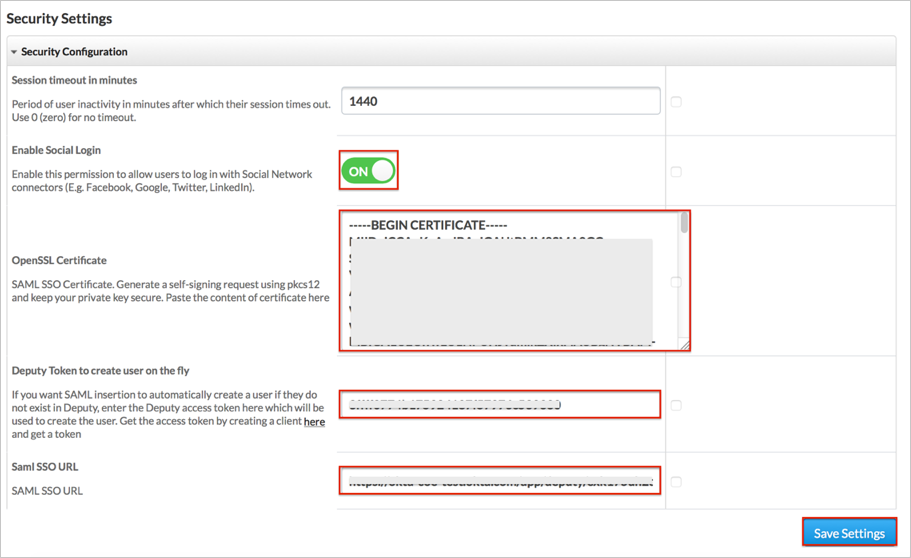 Security Settings
Security Configuration
Session timeout in minutes
Period of user inactivity in minutes after which their session times out.
Use 0 (zero) for no timeout.
1440
Enable Social Login
Enable this permission to allow users to log in with Social Network
connectors (E.g. Facebook, Google, Twitter, LinkedIn).
ON
-----BEGIN CERTIFICATE-----
OpenSSL Certificate
SAML SSO Certificate. Generate a self-signing request using pkcs12
and keep your private key secure. Paste the content of certificate here
Deputy Token to create user on the fly
If you want SAML insertion to automatically create a user if they do
not exist in Deputy, enter the Deputy access token here which will be
used to create the user. Get the access token by creating a client here
and get a token
Saml SSO URL
SAML SSO URL
Save Settings